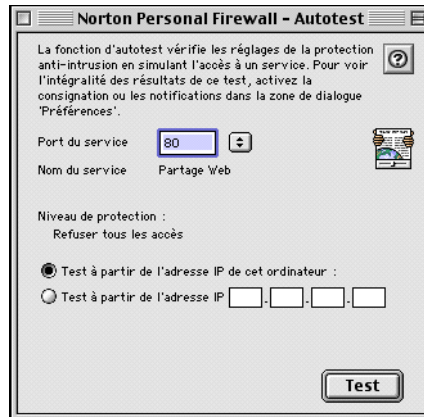 Norton Personal Firewall - Autotest
La fonction d'autotest vérifie les réglages de la protection
anti-intrusion en simulant l'accès à un service. Pour voir
l'intégralité des résultats de ce test, activez la
consignation ou les notifications dans la zone de dialogue
'Préférences'.
?
Port du service 80
Nom du service Partage Web
Niveau de protection :
Refuser tous les accès
Test à partir de l'adresse IP de cet ordinateur :
Test à partir de l'adresse IP . . .
Test